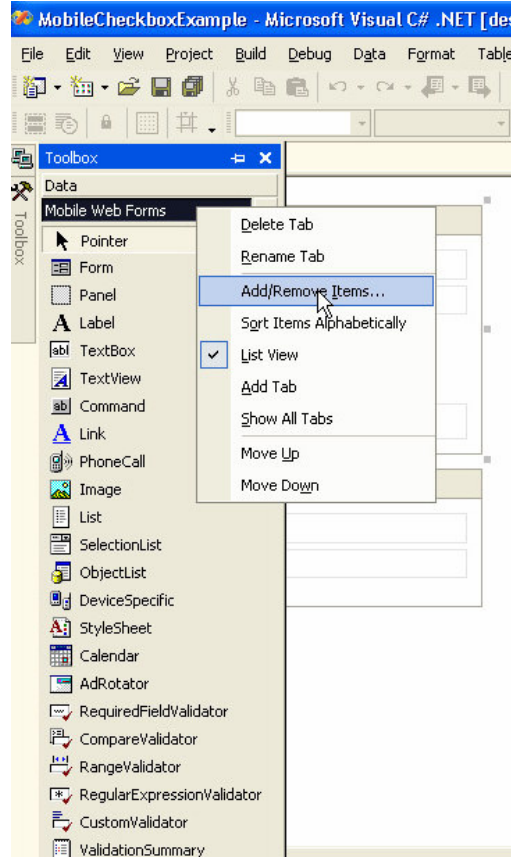 MobileCheckboxExample - Microsoft Visual C# .NET [des
File Edit View Project Build Debug Data Format Table
Toolbox
Data
Mobile Web Forms
Toolbox
Pointer
Form
Panel
A Label
abl TextBox
TextView
ab Command
A Link
PhoneCall
Image
List
SelectionList
ObjectList
DeviceSpecific
StyleSheet
Calendar
AdRotator
RequiredFieldValidator
CompareValidator
RangeValidator
RegularExpressionValidator
CustomValidator
ValidationSummary
Delete Tab
Rename Tab
Add/Remove Items...
Sort Items Alphabetically
List View
Add Tab
Show All Tabs
Move Up
Move Down